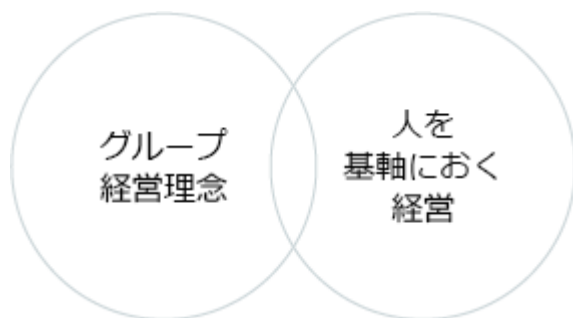 グループ
経営理念
人を
基軸におく
経営